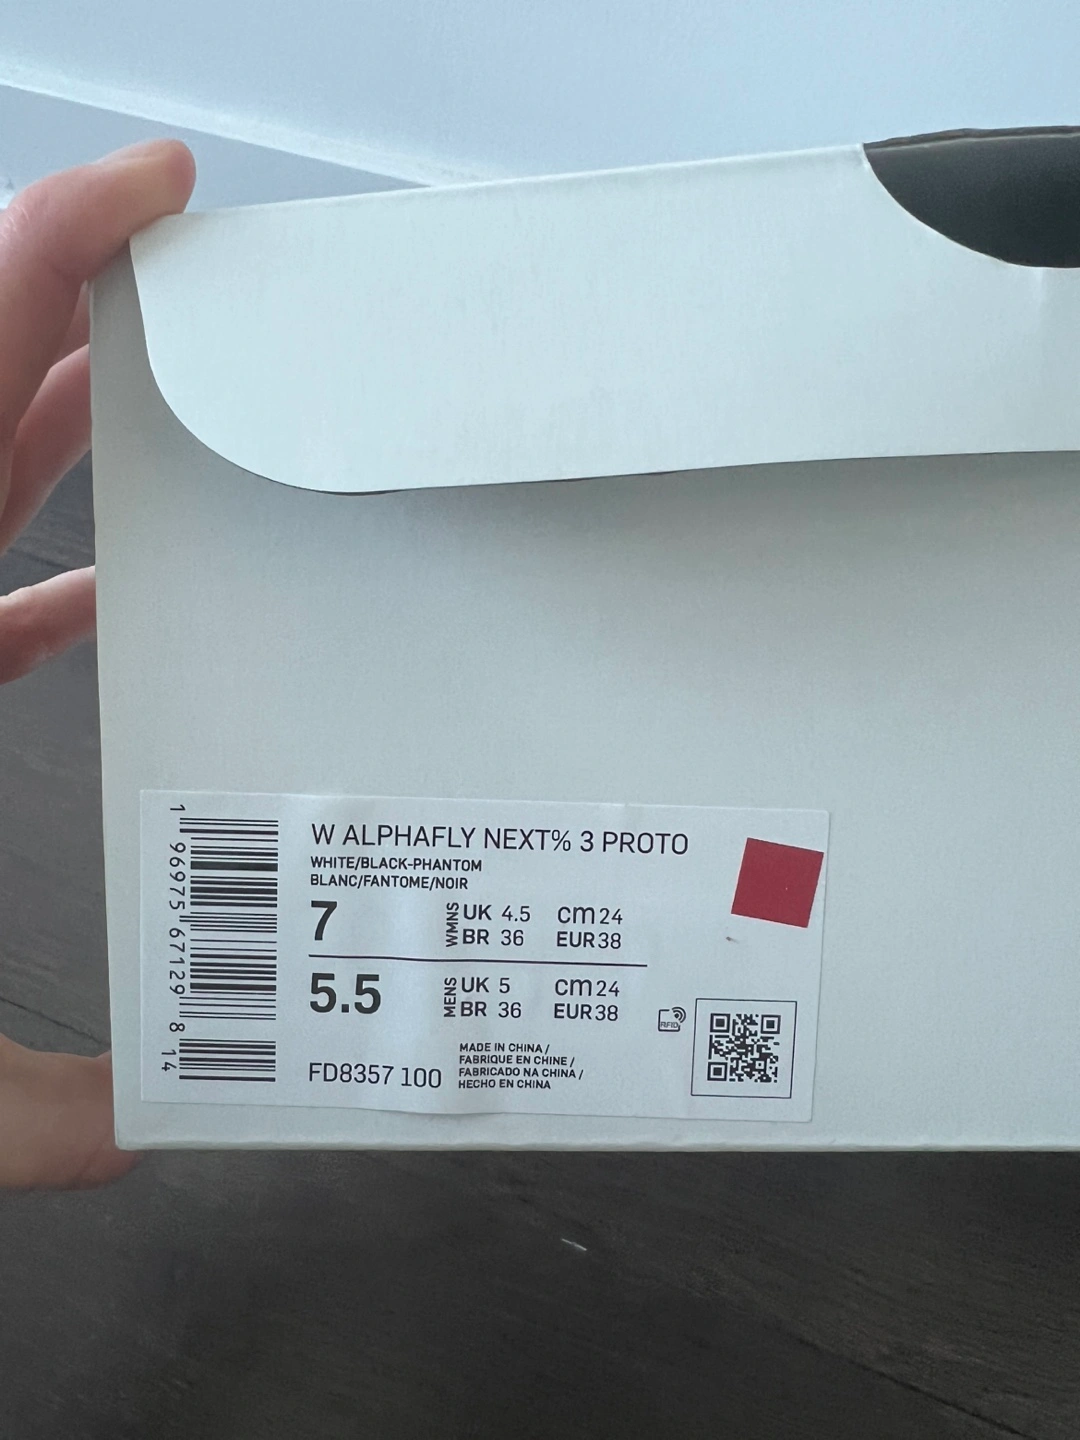 W ALPHAFLY NEXT% 3 PROTO
WHITE/BLACK-PHANTOM
BLANC/FANTOME/NOIR
7 WMNS UK 4.5 cm 24
BR 36 EUR 38
5.5 MENS UK 5 cm 24
BR 36 EUR 38
RFID
FD8357 100
MADE IN CHINA /
FABRIQUE EN CHINE /
FABRICADO NA CHINA /
HECHO EN CHINA
1 96975 67129 8 14